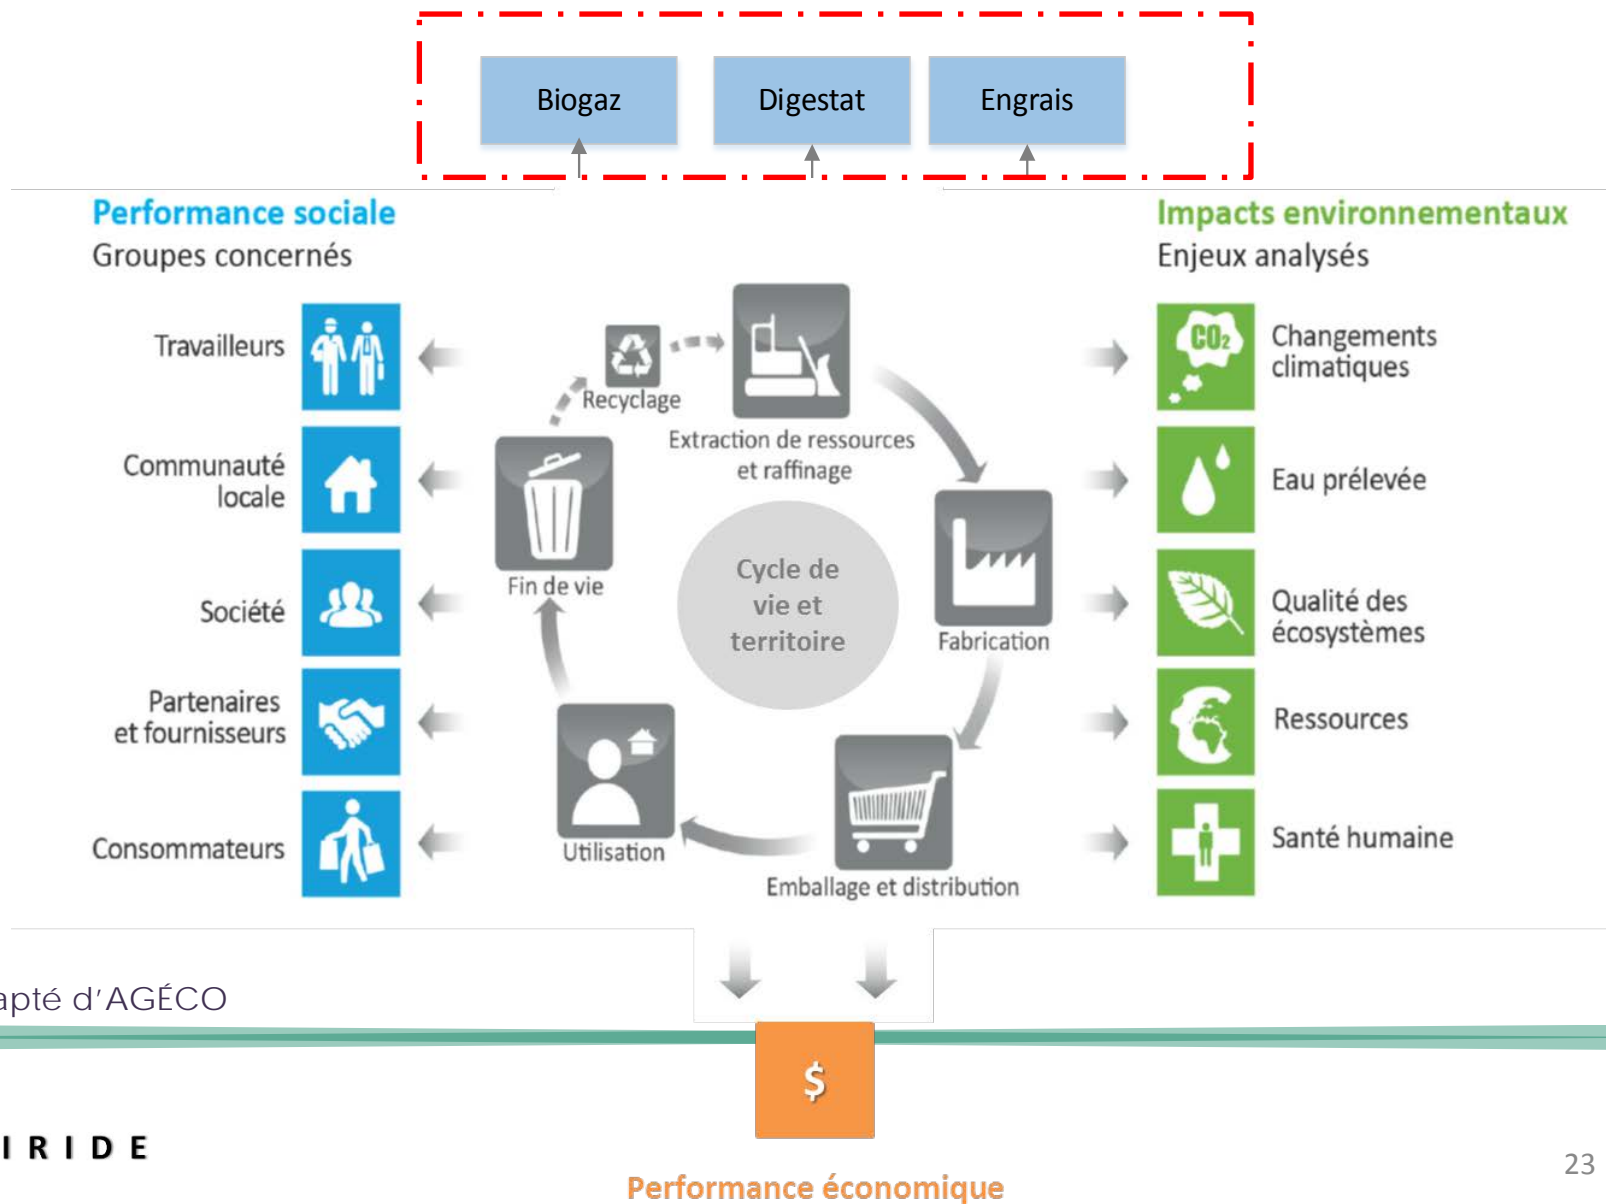 Biogaz
Digestat
Engrais
Performance sociale
Groupes concernés
Impacts environnementaux
Enjeux analysés
Travailleurs
Communauté
locale
Société
Partenaires
et fournisseurs
Consommateurs
Recyclage
Extraction de ressources
et raffinage
Fin de vie
Cycle de
vie et
territoire
Fabrication
Utilisation
Emballage et distribution
CO2
Changements
climatiques
Eau prélevée
Qualité des
écosystèmes
Ressources
Santé humaine
apté d'AGÉCO
$
IRIDE
23
Performance économique